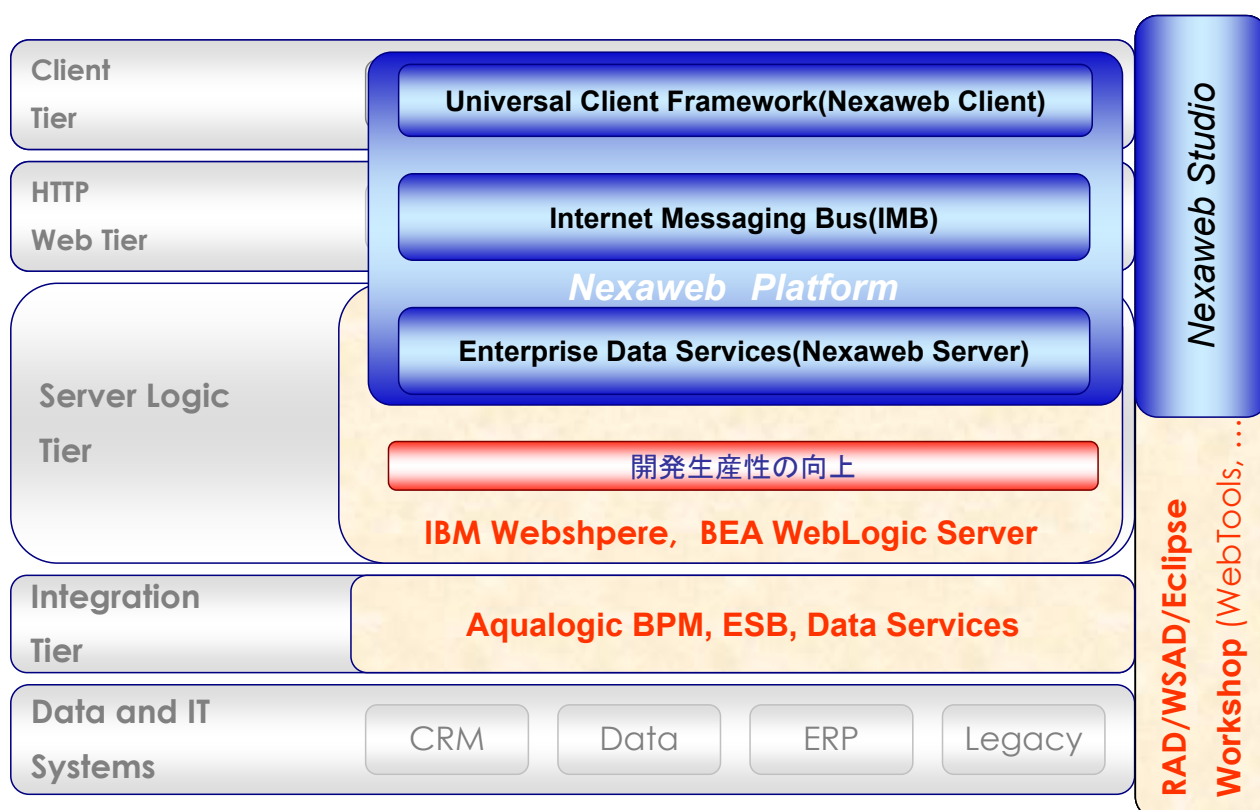 Client
Tier
Universal Client Framework(Nexaweb Client)
HTTP
Web Tier
Internet Messaging Bus(IMB)
Nexaweb Platform
Enterprise Data Services(Nexaweb Server)
Server Logic
Tier
開発生産性の向上
IBM Webshpere, BEA WebLogic Server
Integration
Tier
Aqualogic BPM, ESB, Data Services
Data and IT
Systems
CRM
Data
ERP
Legacy
Nexaweb Studio
RAD/WSAD/Eclipse
Workshop (WebTools, …